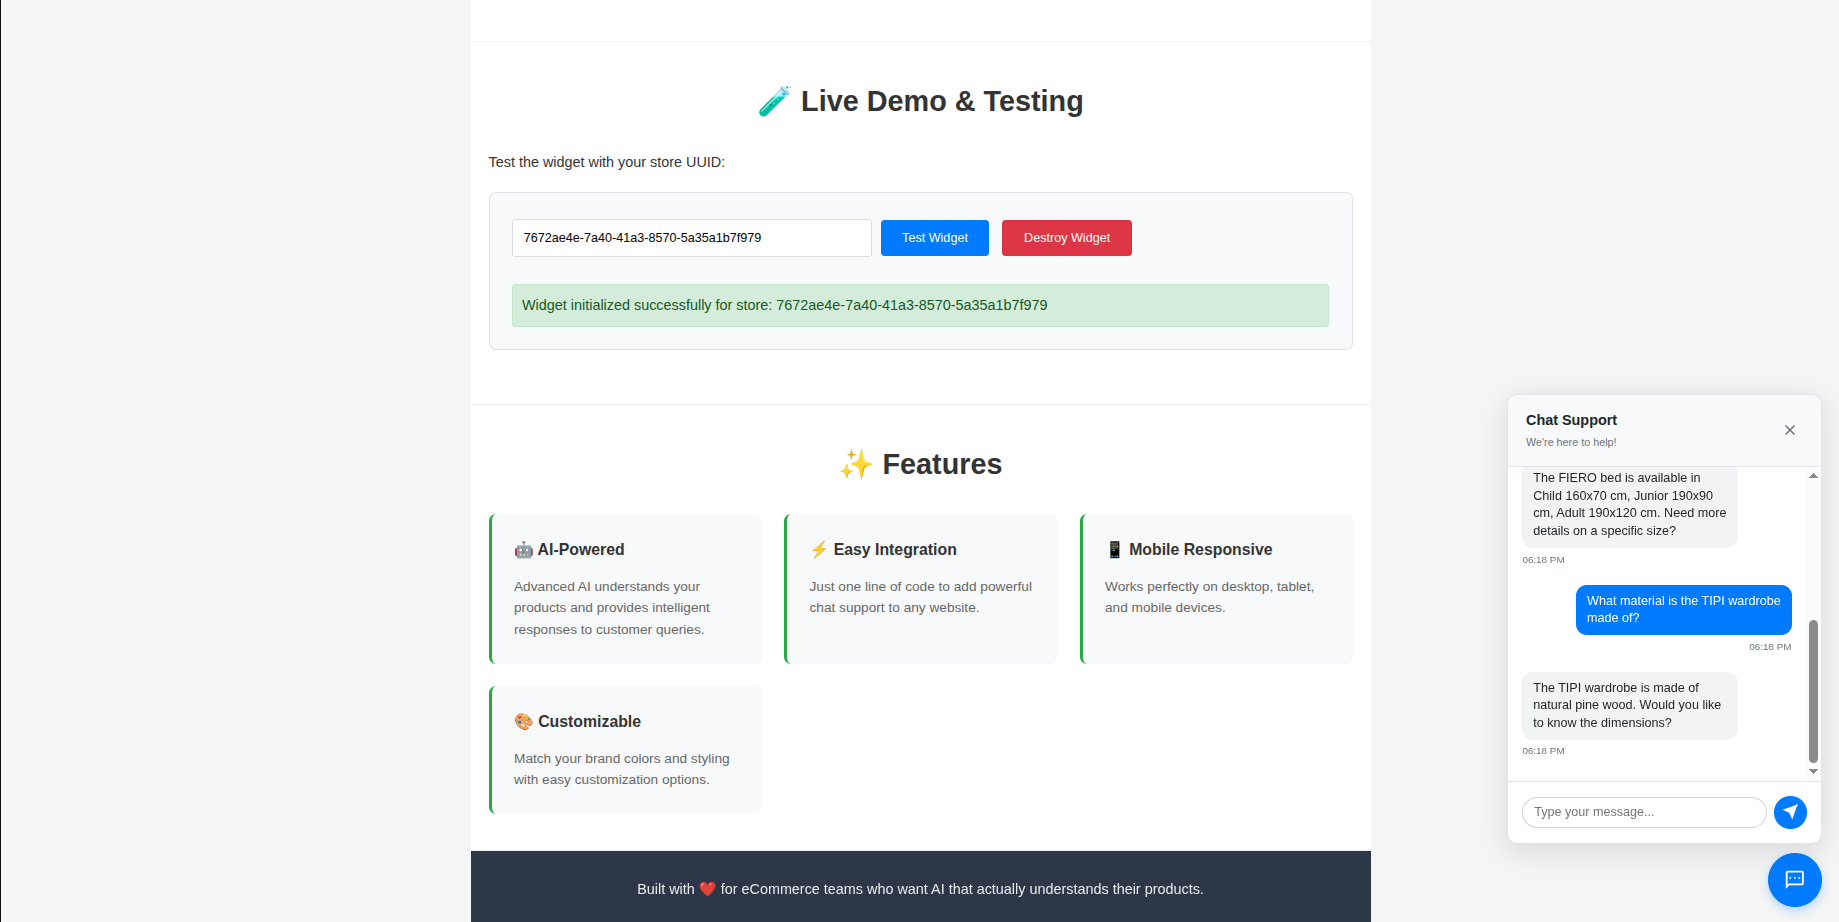 🧪 Live Demo & Testing
Test the widget with your store UUID:
7672ae4e-7a40-41a3-8570-5a35a1b7f979
Test Widget
Destroy Widget
Widget initialized successfully for store: 7672ae4e-7a40-41a3-8570-5a35a1b7f979
✨ Features
🤖 AI-Powered
Advanced AI understands your
products and provides intelligent
responses to customer queries.
⚡ Easy Integration
Just one line of code to add powerful
chat support to any website.
📱 Mobile Responsive
Works perfectly on desktop, tablet,
and mobile devices.
🎨 Customizable
Match your brand colors and styling
with easy customization options.
Built with ❤️ for eCommerce teams who want AI that actually understands their products.
Chat Support
We're here to help!
The FIERO bed is available in
Child 160x70 cm, Junior 190x90
cm, Adult 190x120 cm. Need more
details on a specific size?
06:18 PM
What material is the TIPI wardrobe
made of?
06:18 PM
The TIPI wardrobe is made of
natural pine wood. Would you like
to know the dimensions?
06:18 PM
Type your message...